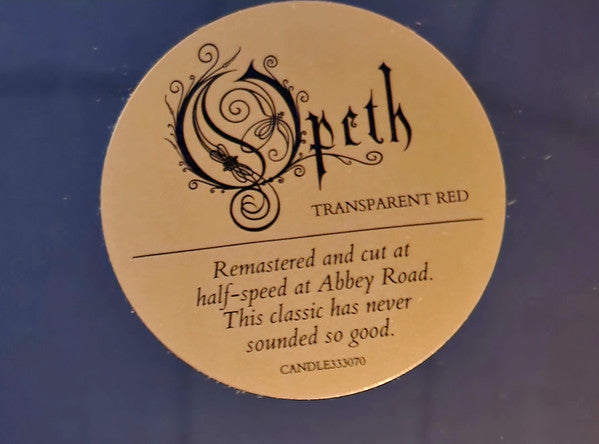 Opeth
TRANSPARENT RED
Remastered and cut at
half-speed at Abbey Road.
This classic has never
sounded so good.
CANDLE333070